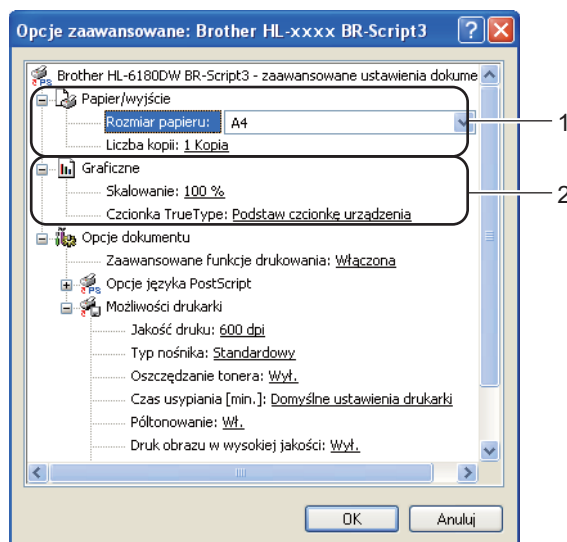 Opcje zaawansowane: Brother HL-xxxx BR-Script3
Brother HL-6180DW BR-Script3 - zaawansowane ustawienia dokume
Papier/wyjście
Rozmiar papieru: A4
1
Liczba kopii: 1 Kopia
Graficzne
Skalowanie: 100 %
2
Czcionka TrueType: Podstaw czcionkę urządzenia
Opcje dokumentu
Zaawansowane funkcje drukowania: Włączona
Opcje języka PostScript
Możliwości drukarki
Jakość druku: 600 dpi
Typ nośnika: Standardowy
Oszczędzanie tonera: Wył.
Czas usypiania [min.]: Domyślne ustawienia drukarki
Półtonowanie: Wł.
Druk obrazu w wysokiej jakości: Wył.
OK
Anuluj